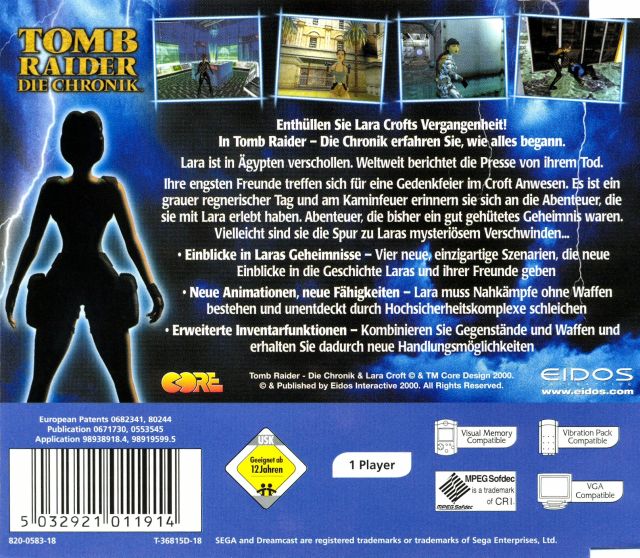 TOMB
RAIDER
DIE CHRONIK
Enthüllen Sie Lara Crofts Vergangenheit!
In Tomb Raider – Die Chronik erfahren Sie, wie alles begann.
Lara ist in Ägypten verschollen. Weltweit berichtet die Presse von ihrem Tod.
Ihre engsten Freunde treffen sich für eine Gedenkfeier im Croft Anwesen. Es ist ein
grauer regnerischer Tag und am Kaminfeuer erinnern sie sich an die Abenteuer, die
sie mit Lara erlebt haben. Abenteuer, die bisher ein gut gehütetes Geheimnis waren.
Vielleicht sind sie die Spur zu Laras mysteriösem Verschwinden...
• Einblicke in Laras Geheimnisse – Vier neue, einzigartige Szenarien, die neue
Einblicke in die Geschichte Laras und ihrer Freunde geben
• Neue Animationen, neue Fähigkeiten – Lara muss Nahkämpfe ohne Waffen
bestehen und unentdeckt durch Hochsicherheitskomplexe schleichen
• Erweiterte Inventarfunktionen – Kombinieren Sie Gegenstände und Waffen und
erhalten Sie dadurch neue Handlungsmöglichkeiten
CORE
Tomb Raider - Die Chronik & Lara Croft © & TM Core Design 2000.
© & Published by Eidos Interactive 2000. All Rights Reserved.
EIDOS
INTERACTIVE
www.eidos.com
European Patents 0682341, 80244
Publication 0671730, 0553545
Application 98938918.4, 98919599.5
5 032921 011914
820-0583-18
T-36815D-18
USK
Geeignet ab
12 Jahren
1 Player
Visual Memory
Compatible
Vibration Pack
Compatible
MPEG Sofdec
MPEG Sofdec
is a trademark
of CRI.
VGA
Compatible
SEGA and Dreamcast are registered trademarks or trademarks of Sega Enterprises, Ltd.